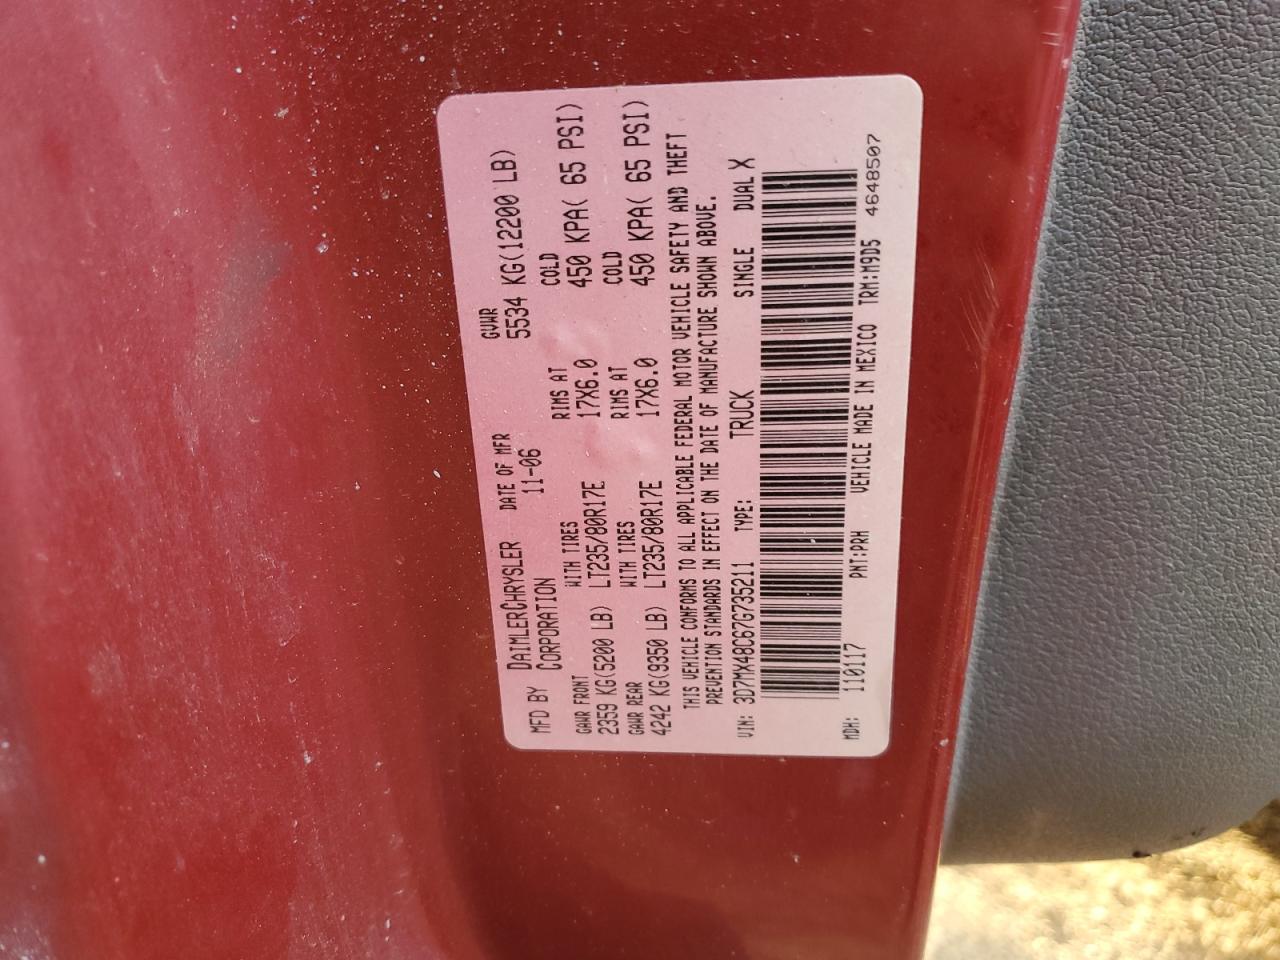 MFD BY DAIMLERCHRYSLER DATE OF MFR GVWR
CORPORATION 11-06 5534 KG(12200 LB)
GAWR FRONT WITH TIRES RIMS AT COLD
2359 KG(5200 LB) LT235/80R17E 17X6.0 450 KPA( 65 PSI)
GAWR REAR WITH TIRES RIMS AT COLD
4242 KG(9350 LB) LT235/80R17E 17X6.0 450 KPA( 65 PSI)
THIS VEHICLE CONFORMS TO ALL APPLICABLE FEDERAL MOTOR VEHICLE SAFETY AND THEFT
PREVENTION STANDARDS IN EFFECT ON THE DATE OF MANUFACTURE SHOWN ABOVE.
VIN: 3D7MX48C67G735211 TYPE: TRUCK SINGLE DUAL X
MDH: 110117 PNT:PRH VEHICLE MADE IN MEXICO TRM:M9D5 4648507